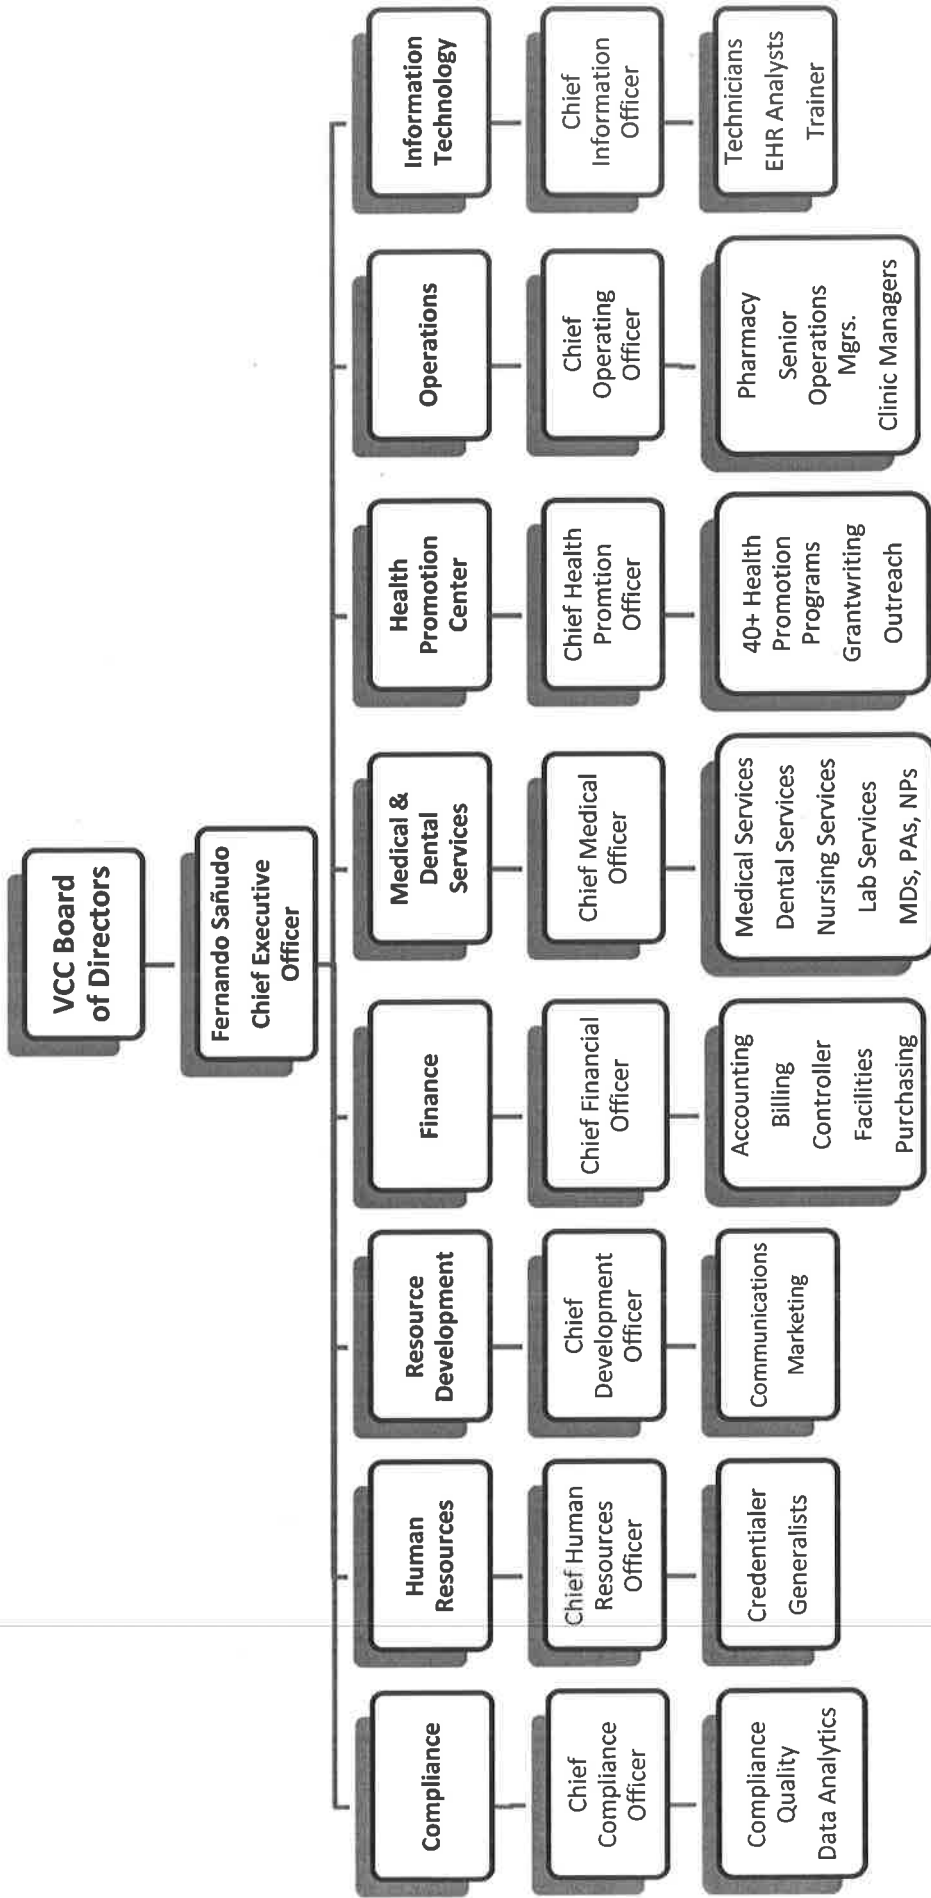 VCC Board
of Directors
Fernando Sañudo
Chief Executive
Officer
Compliance
Human
Resources
Resource
Development
Finance
Medical &
Dental
Services
Health
Promotion
Center
Operations
Information
Technology
Chief
Compliance
Officer
Chief Human
Resources
Officer
Chief
Development
Officer
Chief Financial
Officer
Chief Medical
Officer
Chief Health
Promtion
Officer
Chief
Operating
Officer
Chief
Information
Officer
Compliance
Quality
Data Analytics
Credentialer
Generalists
Communications
Marketing
Accounting
Billing
Controller
Facilities
Purchasing
Medical Services
Dental Services
Nursing Services
Lab Services
MDs, PAs, NPs
40+ Health
Promotion
Programs
Grantwriting
Outreach
Pharmacy
Senior
Operations
Mgrs.
Clinic Managers
Technicians
EHR Analysts
Trainer